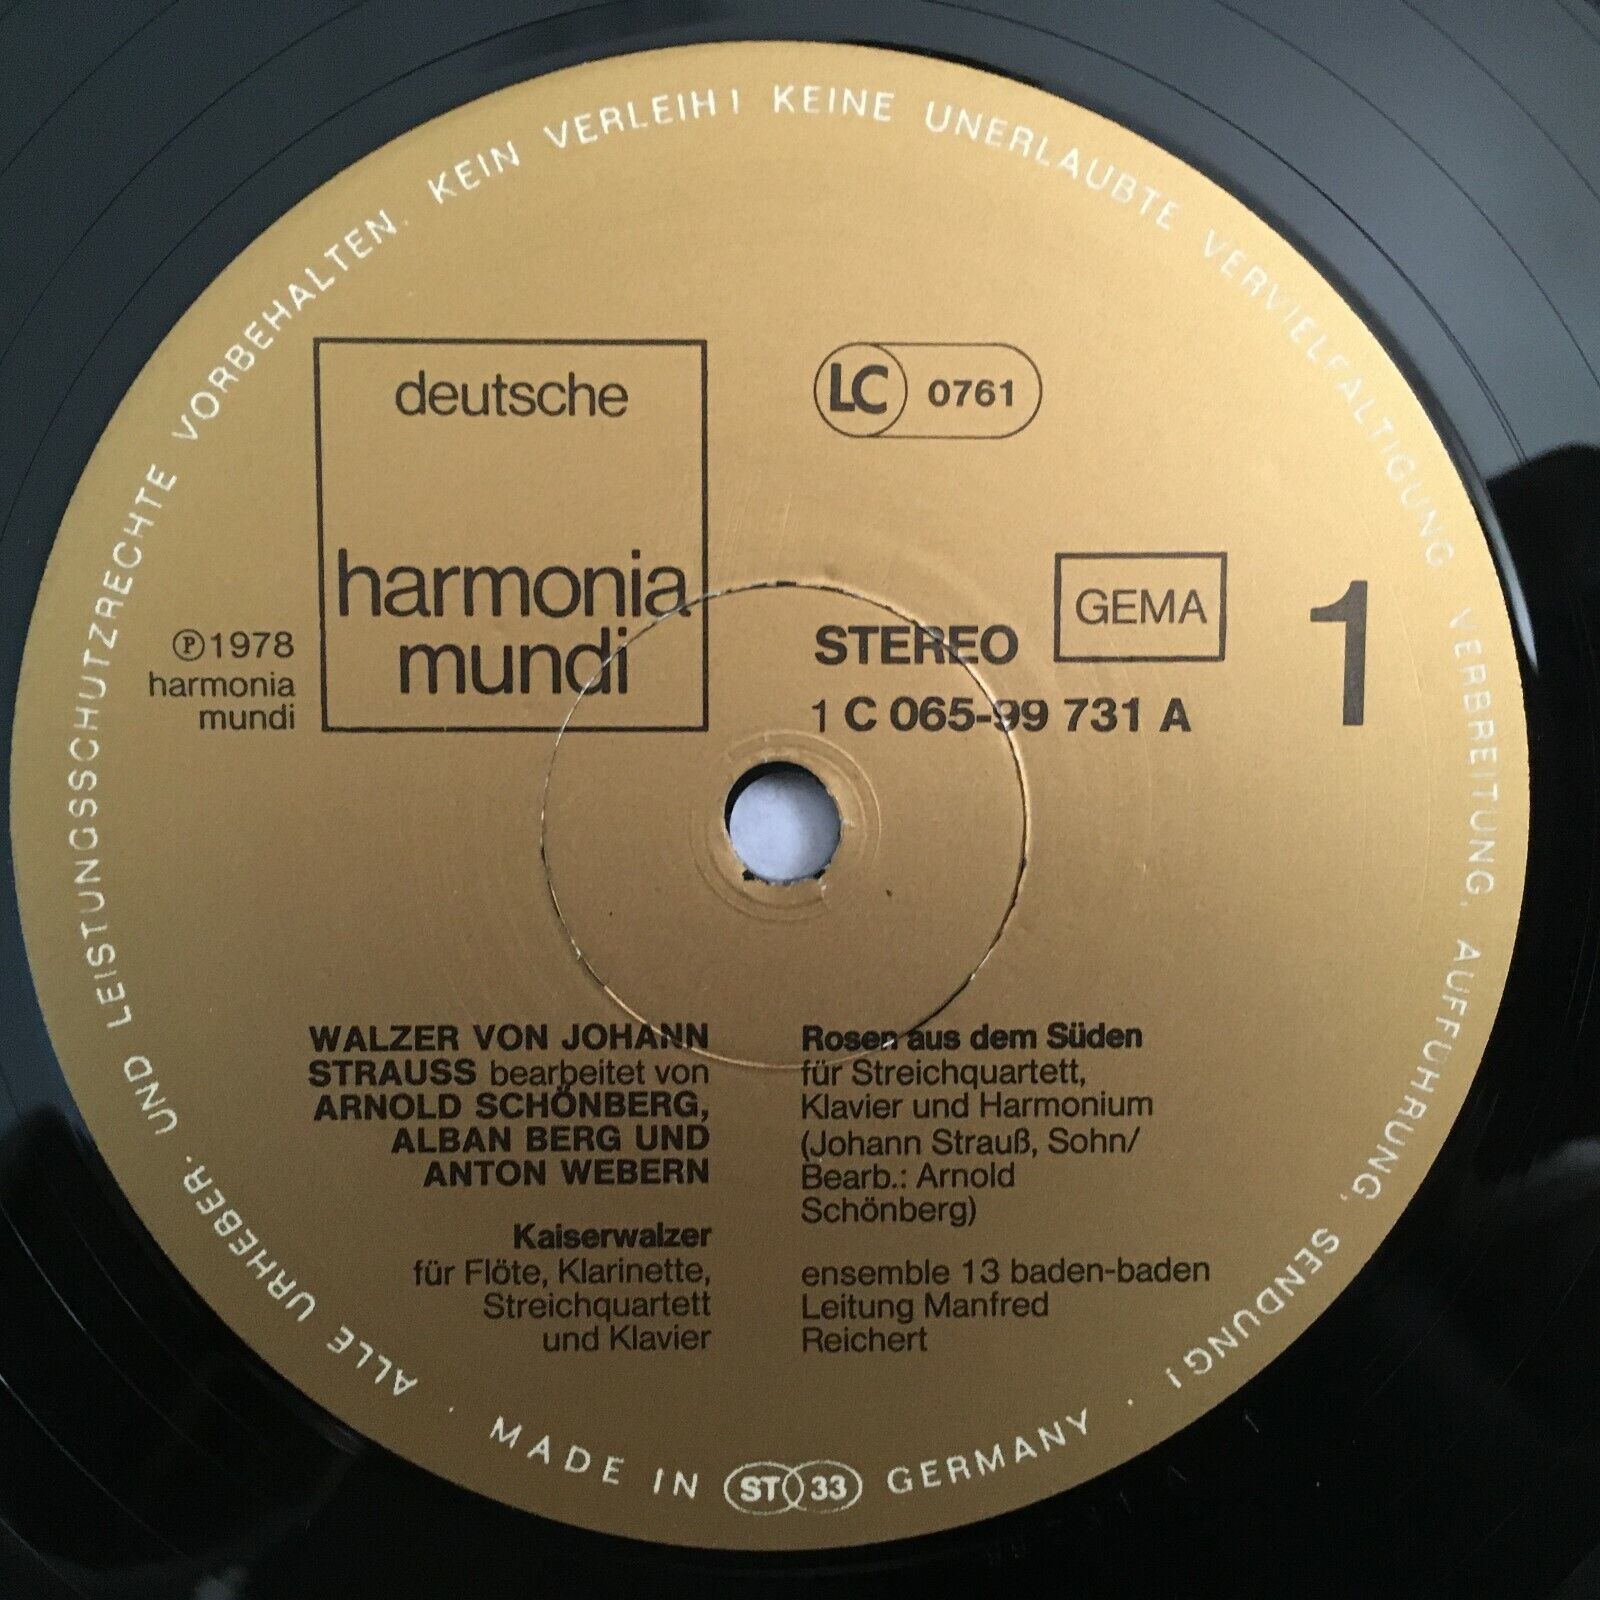 ALLE URHEBER- UND LEISTUNGSSCHUTZRECHTE VORBEHALTEN. KEIN VERLEIH! KEINE UNERLAUBTE VERVIELFÄLTIGUNG VERBREITUNG, AUFFÜHRUNG, SENDUNG!
deutsche
harmonia
mundi
LC 0761
℗1978
harmonia
mundi
STEREO
GEMA
1 C 065-99 731 A
1
WALZER VON JOHANN
STRAUSS bearbeitet von
ARNOLD SCHÖNBERG,
ALBAN BERG UND
ANTON WEBERN
Kaiserwalzer
für Flöte, Klarinette,
Streichquartett
und Klavier
Rosen aus dem Süden
für Streichquartett,
Klavier und Harmonium
(Johann Strauß, Sohn/
Bearb.: Arnold
Schönberg)
ensemble 13 baden-baden
Leitung Manfred
Reichert
· MADE IN ST 33 GERMANY ·